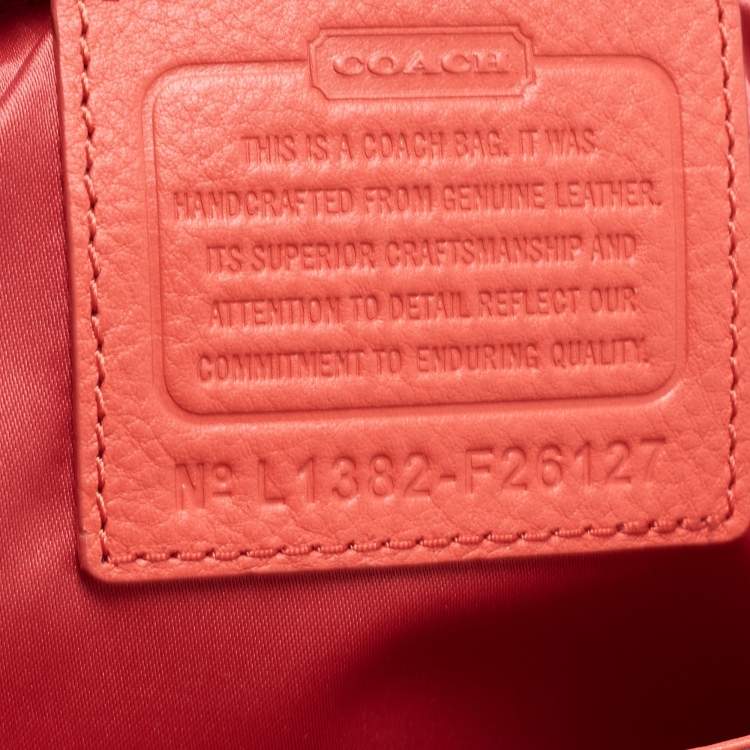 COACH
THIS IS A COACH BAG. IT WAS
HANDCRAFTED FROM GENUINE LEATHER.
ITS SUPERIOR CRAFTSMANSHIP AND
ATTENTION TO DETAIL REFLECT OUR
COMMITMENT TO ENDURING QUALITY.
Nº L1382-F26127